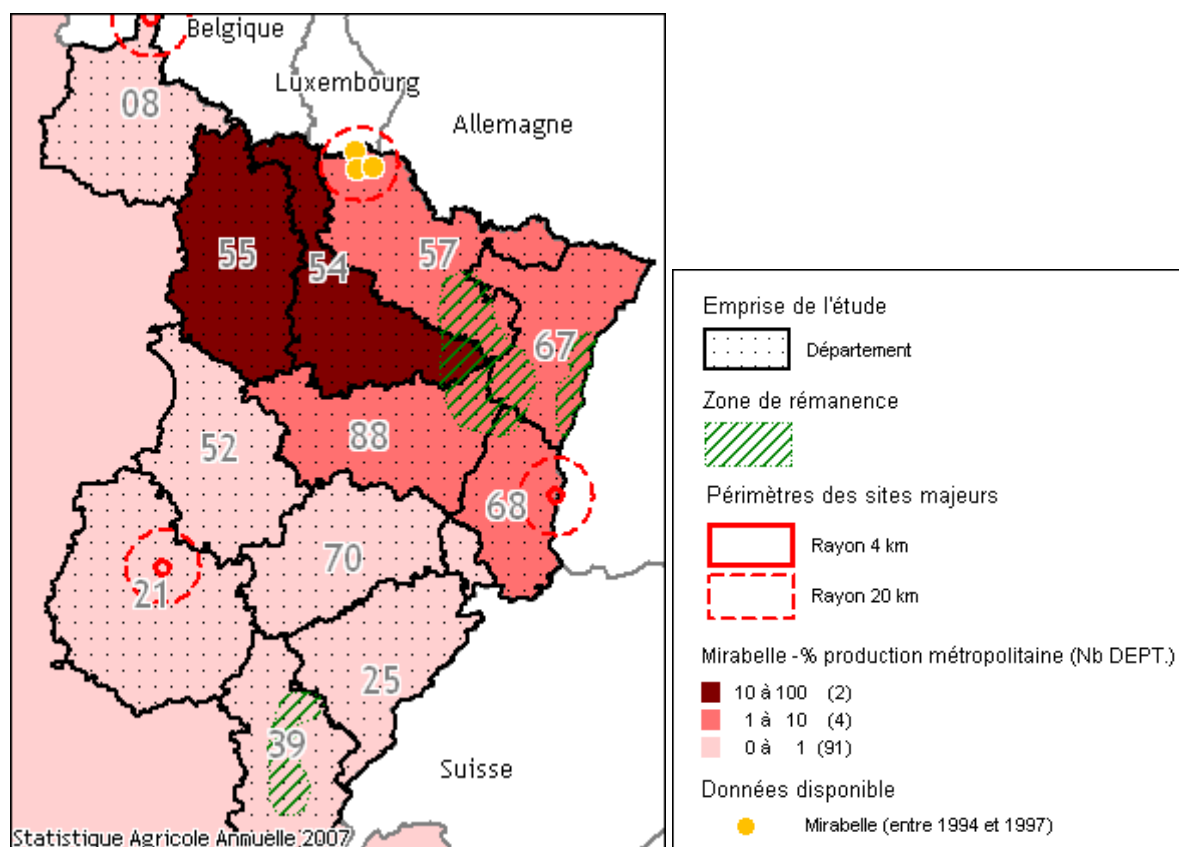 Belgique
Luxembourg
08
Allemagne
55
54
57
67
52
88
68
70
21
25
39
Suisse
Statistique Agricole Annuelle 2007
Emprise de l'étude
Département
Zone de rémanence
Périmètres des sites majeurs
Rayon 4 km
Rayon 20 km
Mirabelle -% production métropolitaine (Nb DEPT.)
10 à 100 (2)
1 à 10 (4)
0 à 1 (91)
Données disponible
Mirabelle (entre 1994 et 1997)